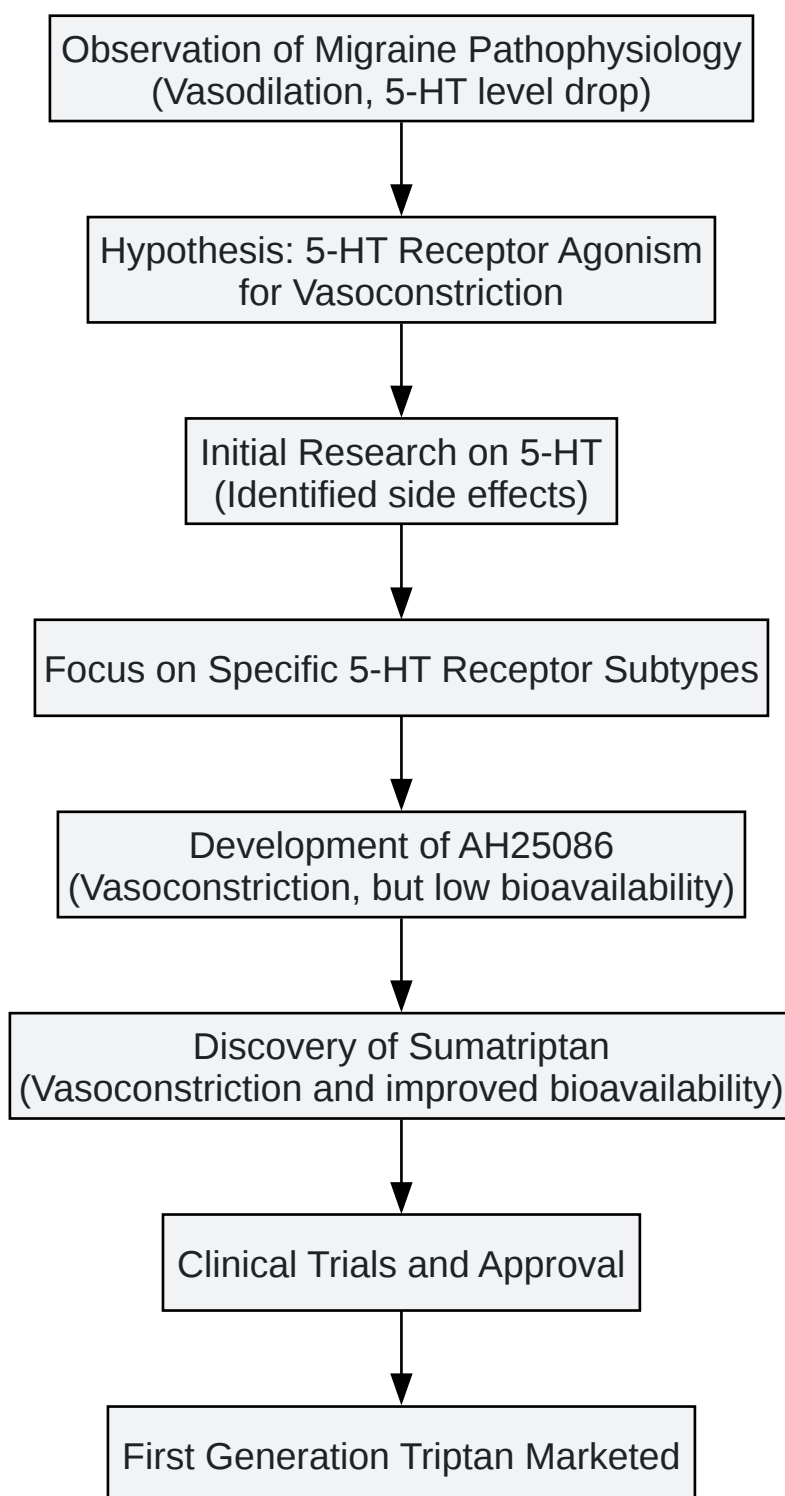 Observation of Migraine Pathophysiology
(Vasodilation, 5-HT level drop)
Hypothesis: 5-HT Receptor Agonism
for Vasoconstriction
Initial Research on 5-HT
(Identified side effects)
Focus on Specific 5-HT Receptor Subtypes
Development of AH25086
(Vasoconstriction, but low bioavailability)
Discovery of Sumatriptan
(Vasoconstriction and improved bioavailability)
Clinical Trials and Approval
First Generation Triptan Marketed